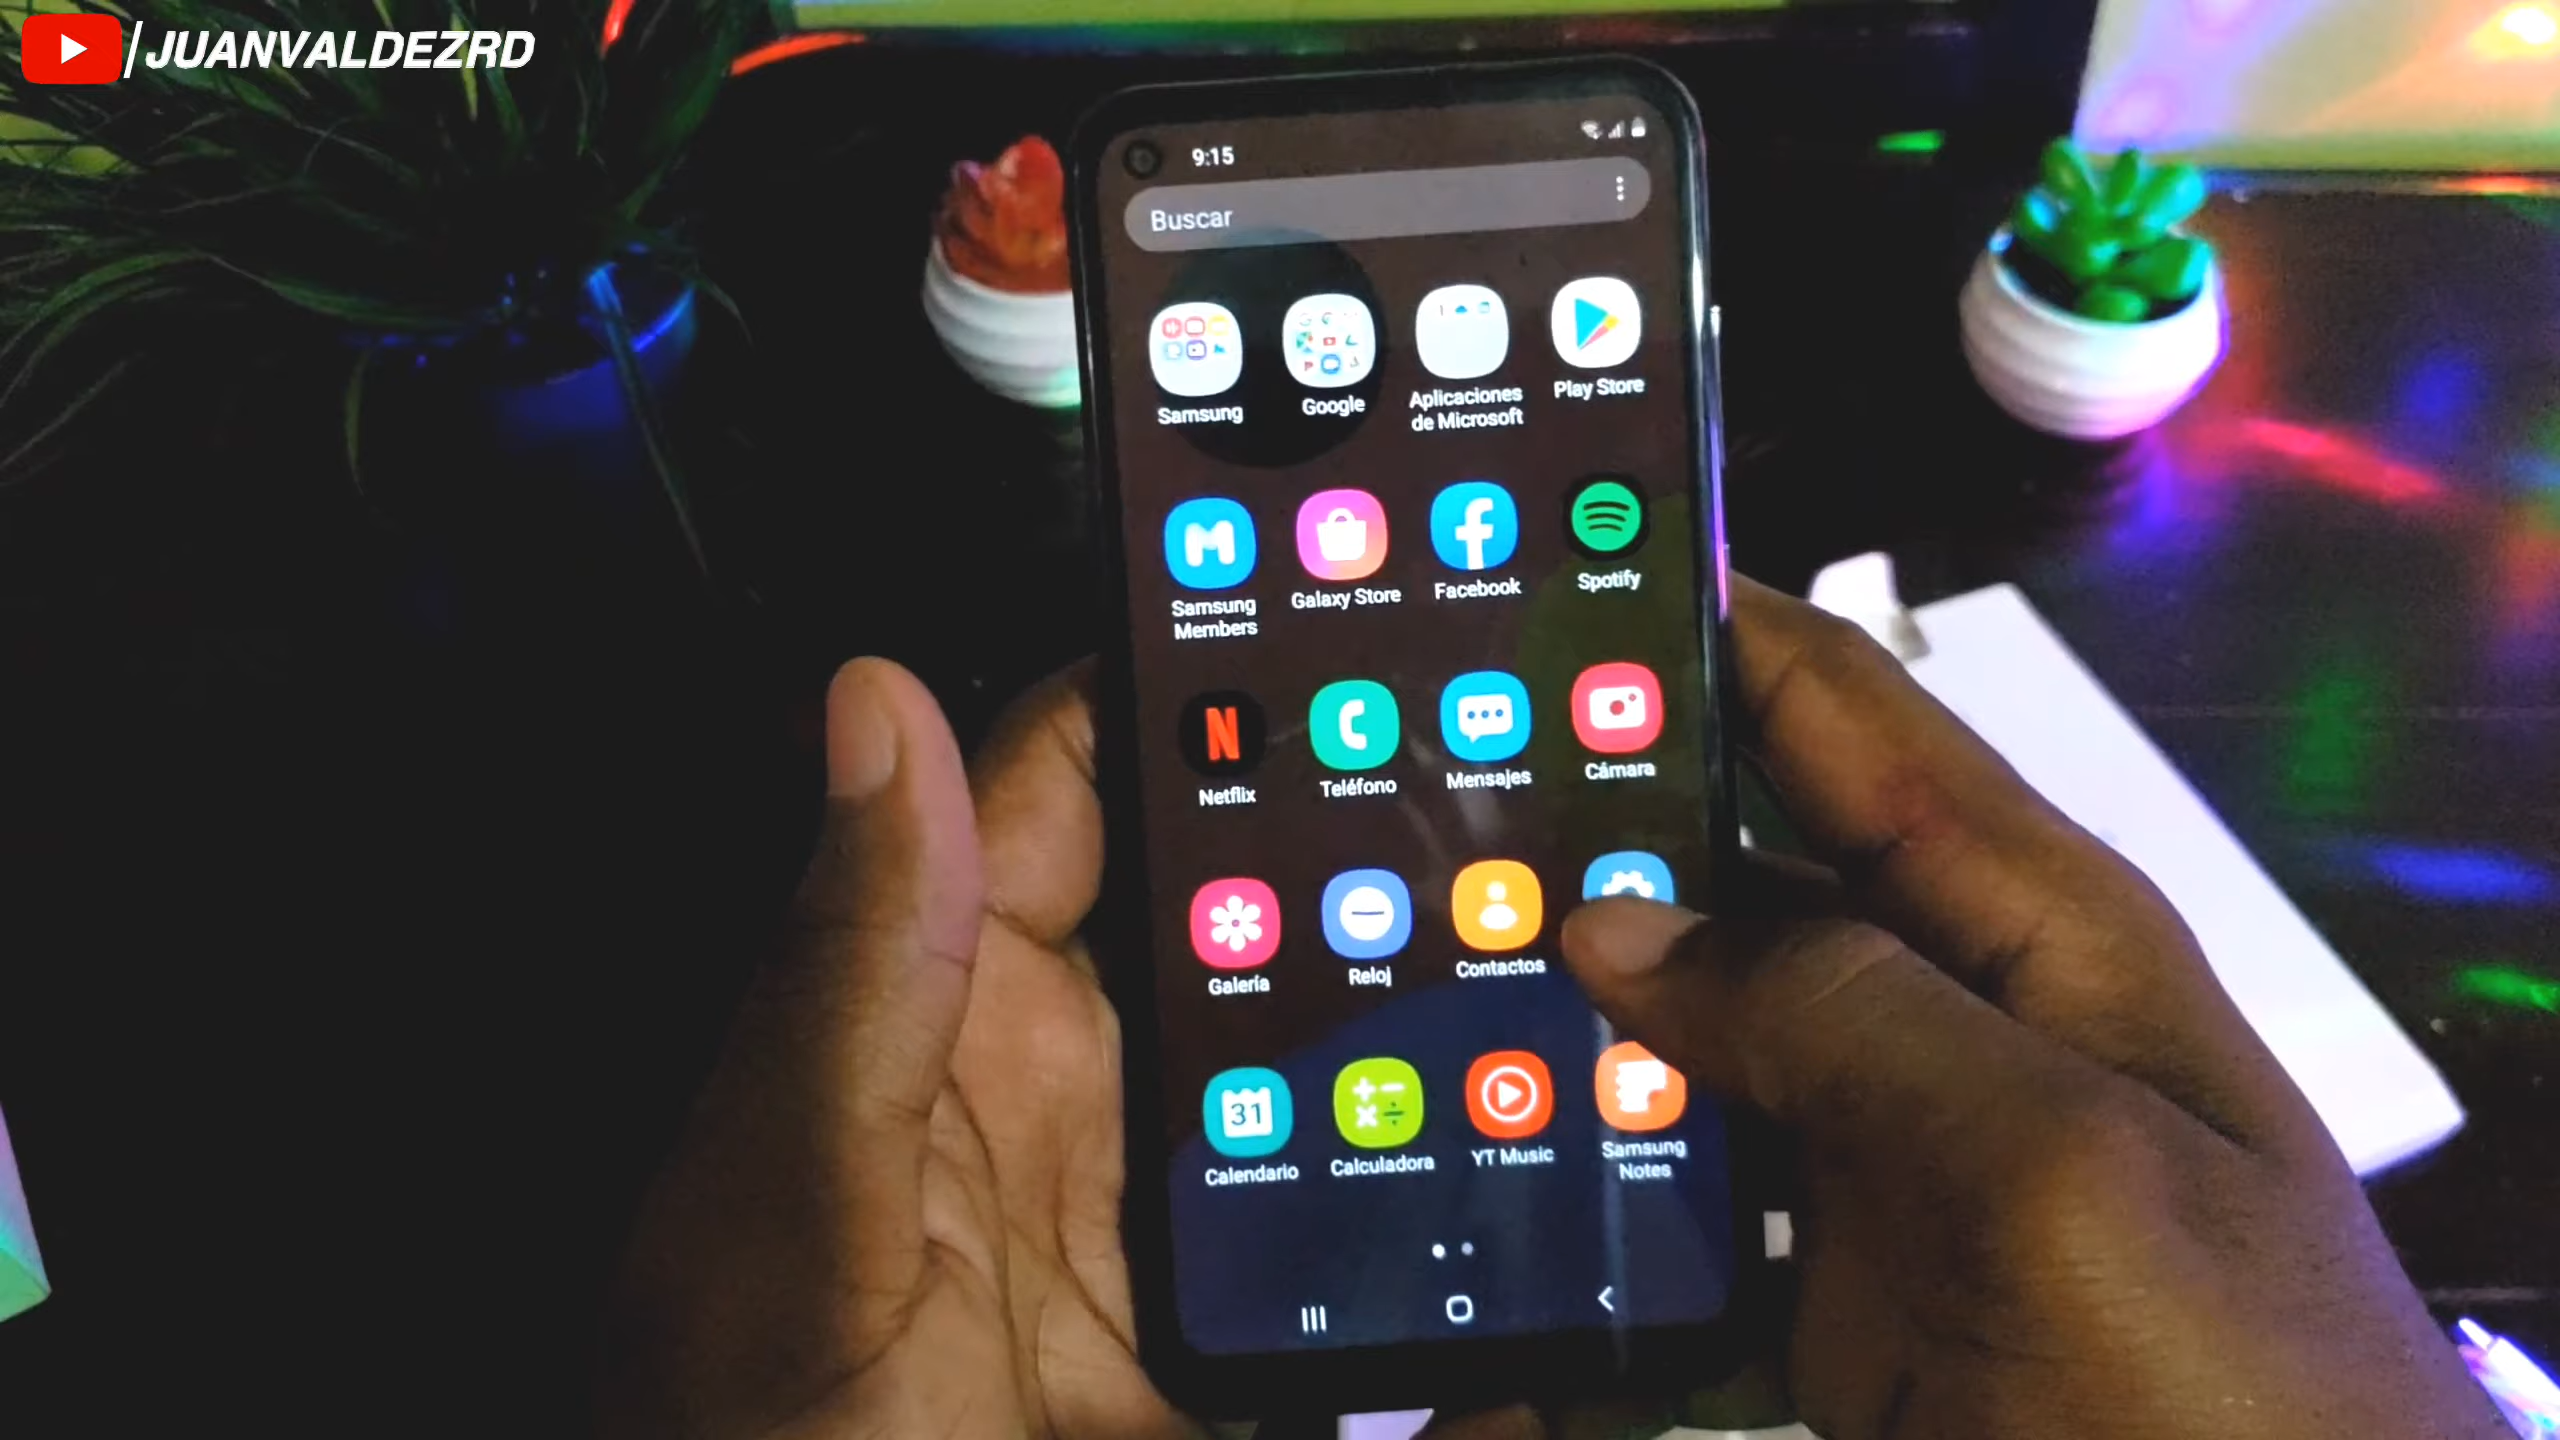 /JUANVALDEZRD
9:15
Buscar
Samsung
Google
Aplicaciones
de Microsoft
Play Store
Samsung
Members
Galaxy Store
Facebook
Spotify
N
Netflix
Teléfono
Mensajes
Cámara
Galería
Reloj
Contactos
31
Calendario
Calculadora
YT Music
Samsung
Notes